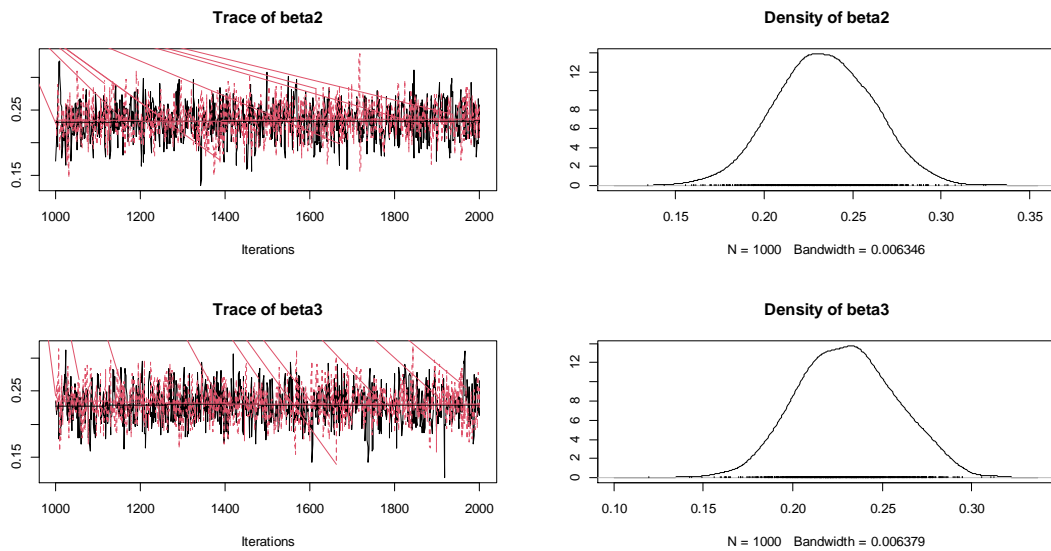 Trace of beta2
0.15 0.25
1000 1200 1400 1600 1800 2000
Iterations
Density of beta2
0 2 4 8 12
0.15 0.20 0.25 0.30 0.35
N = 1000 Bandwidth = 0.006346
Trace of beta3
0.15 0.25
1000 1200 1400 1600 1800 2000
Iterations
Density of beta3
0 2 4 8 12
0.10 0.15 0.20 0.25 0.30
N = 1000 Bandwidth = 0.006379